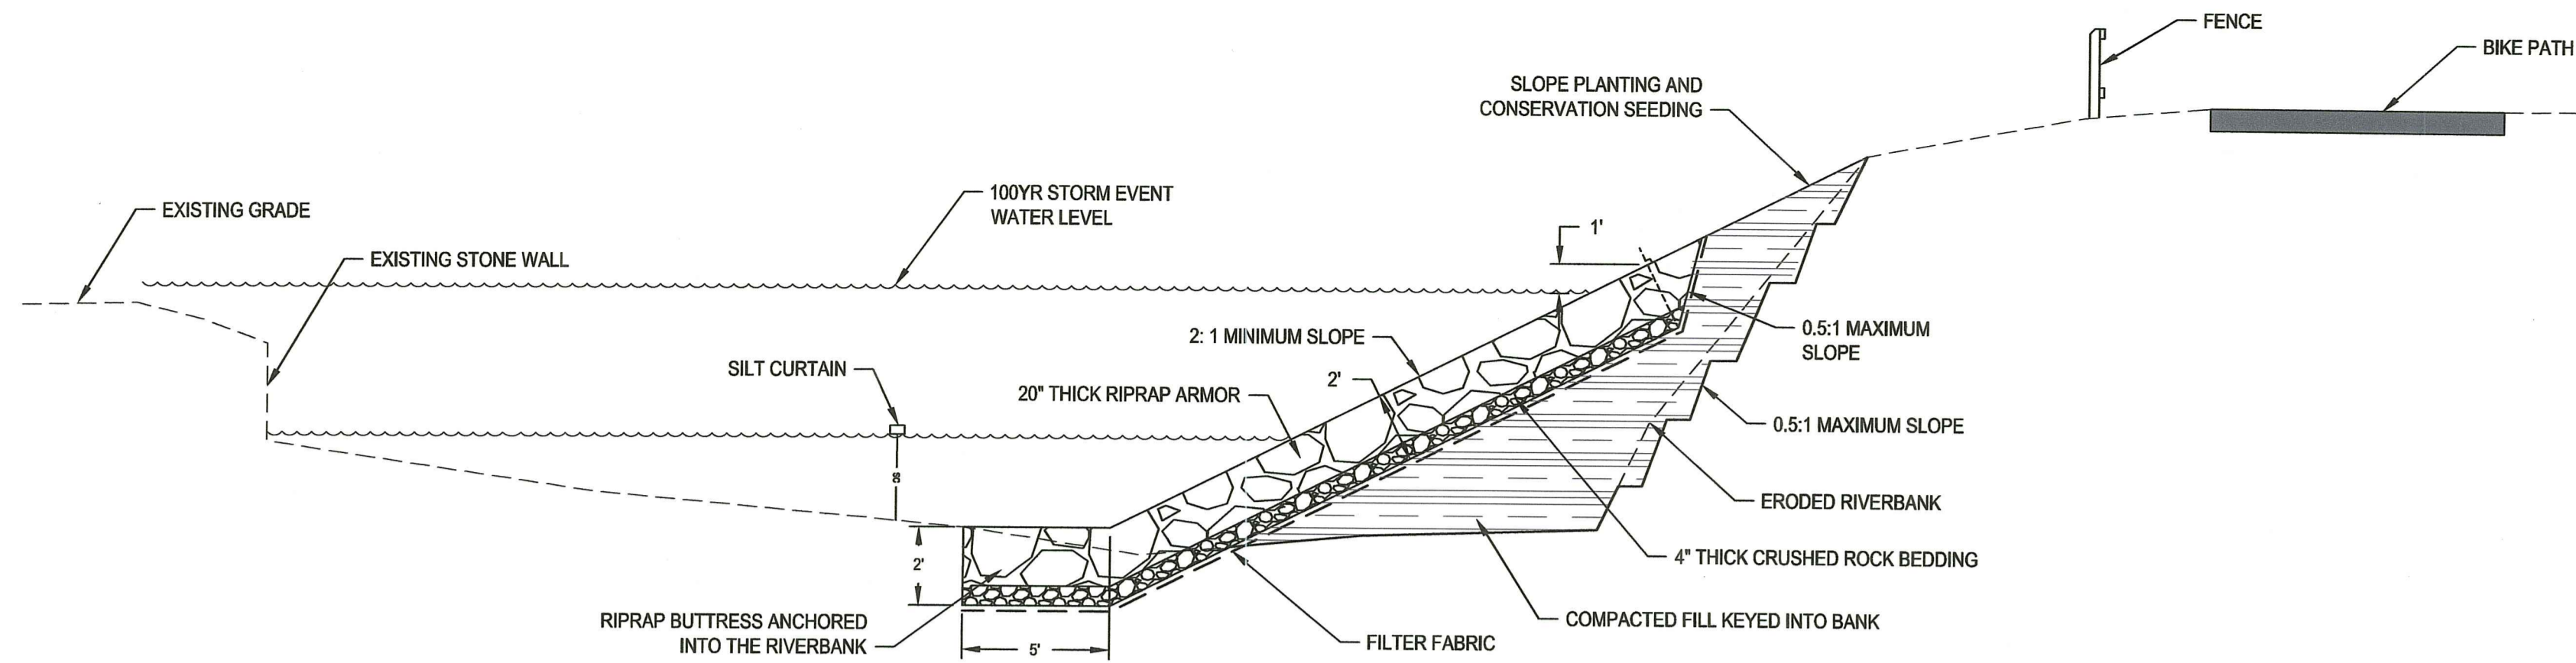 FENCE
BIKE PATH
SLOPE PLANTING AND
CONSERVATION SEEDING
100YR STORM EVENT
WATER LEVEL
EXISTING GRADE
1'
EXISTING STONE WALL
0.5:1 MAXIMUM
SLOPE
2: 1 MINIMUM SLOPE
SILT CURTAIN
2'
20" THICK RIPRAP ARMOR
0.5:1 MAXIMUM SLOPE
SS
ERODED RIVERBANK
2'
4" THICK CRUSHED ROCK BEDDING
RIPRAP BUTTRESS ANCHORED
INTO THE RIVERBANK
COMPACTED FILL KEYED INTO BANK
FILTER FABRIC
5'